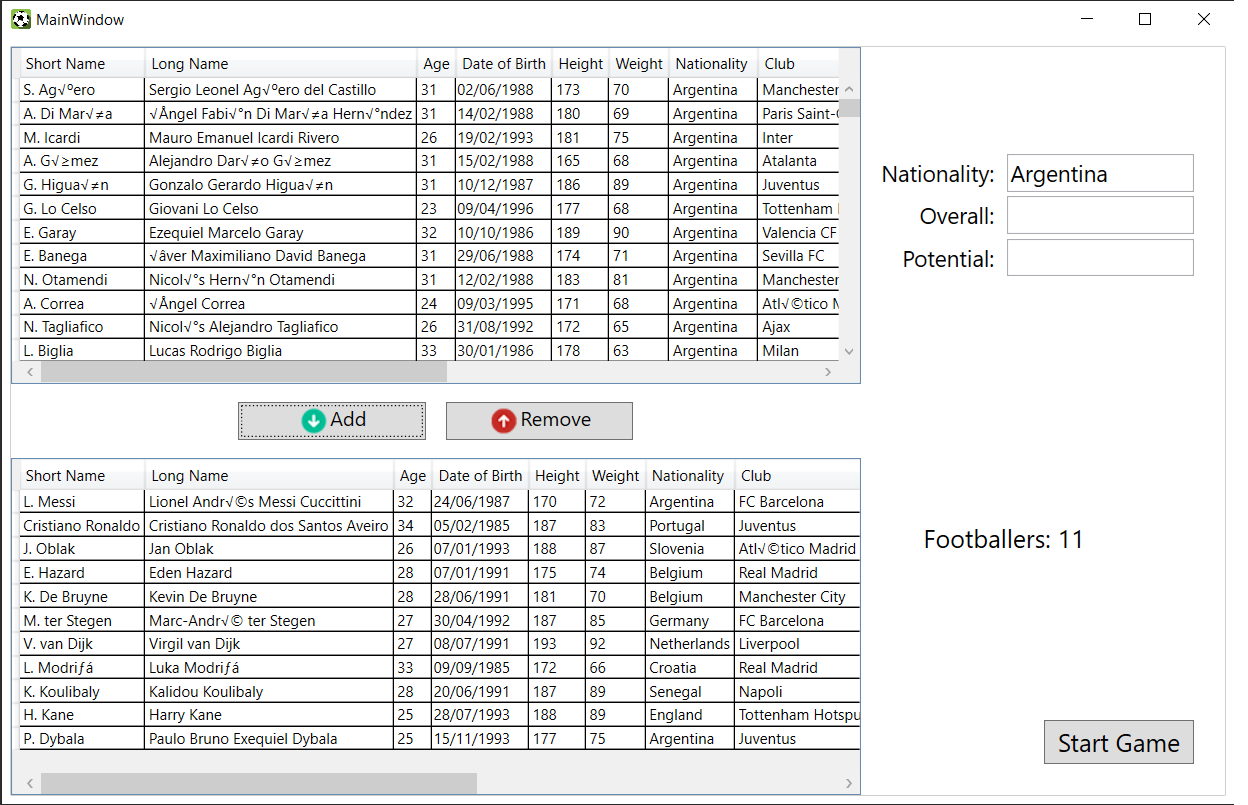 MainWindow
Short Name Long Name Age Date of Birth Height Weight Nationality Club
S. Ag√ºero Sergio Leonel Ag√ºero del Castillo 31 02/06/1988 173 70 Argentina Manchester
A. Di Mar√≠a √Ångel Fabi√°n Di Mar√≠a Hern√°ndez 31 14/02/1988 180 69 Argentina Paris Saint-G
M. Icardi Mauro Emanuel Icardi Rivero 26 19/02/1993 181 75 Argentina Inter
A. G√≥mez Alejandro Dar√≠o G√≥mez 31 15/02/1988 165 68 Argentina Atalanta
G. Higua√≠n Gonzalo Gerardo Higua√≠n 31 10/12/1987 186 89 Argentina Juventus
G. Lo Celso Giovani Lo Celso 23 09/04/1996 177 68 Argentina Tottenham
E. Garay Ezequiel Marcelo Garay 32 10/10/1986 189 90 Argentina Valencia CF
E. Banega √âver Maximiliano David Banega 31 29/06/1988 174 71 Argentina Sevilla FC
N. Otamendi Nicol√°s Hern√°n Otamendi 31 12/02/1988 183 81 Argentina Manchester
A. Correa √Ångel Correa 24 09/03/1995 171 68 Argentina Atl√©tico M
N. Tagliafico Nicol√°s Alejandro Tagliafico 26 31/08/1992 172 65 Argentina Ajax
L. Biglia Lucas Rodrigo Biglia 33 30/01/1986 178 63 Argentina Milan
Nationality: Argentina
Overall:
Potential:
Add Remove
Short Name Long Name Age Date of Birth Height Weight Nationality Club
L. Messi Lionel Andr√©s Messi Cuccittini 32 24/06/1987 170 72 Argentina FC Barcelona
Cristiano Ronaldo Cristiano Ronaldo dos Santos Aveiro 34 05/02/1985 187 83 Portugal Juventus
J. Oblak Jan Oblak 26 07/01/1993 188 87 Slovenia Atl√©tico Madrid
E. Hazard Eden Hazard 28 07/01/1991 175 74 Belgium Real Madrid
K. De Bruyne Kevin De Bruyne 28 28/06/1991 181 70 Belgium Manchester City
M. ter Stegen Marc-Andr√© ter Stegen 27 30/04/1992 187 85 Germany FC Barcelona
V. van Dijk Virgil van Dijk 27 08/07/1991 193 92 Netherlands Liverpool
L. Modriƒá Luka Modriƒá 33 09/09/1985 172 66 Croatia Real Madrid
K. Koulibaly Kalidou Koulibaly 28 20/06/1991 187 89 Senegal Napoli
H. Kane Harry Kane 25 28/07/1993 188 89 England Tottenham Hotspu
P. Dybala Paulo Bruno Exequiel Dybala 25 15/11/1993 177 75 Argentina Juventus
Footballers: 11
Start Game